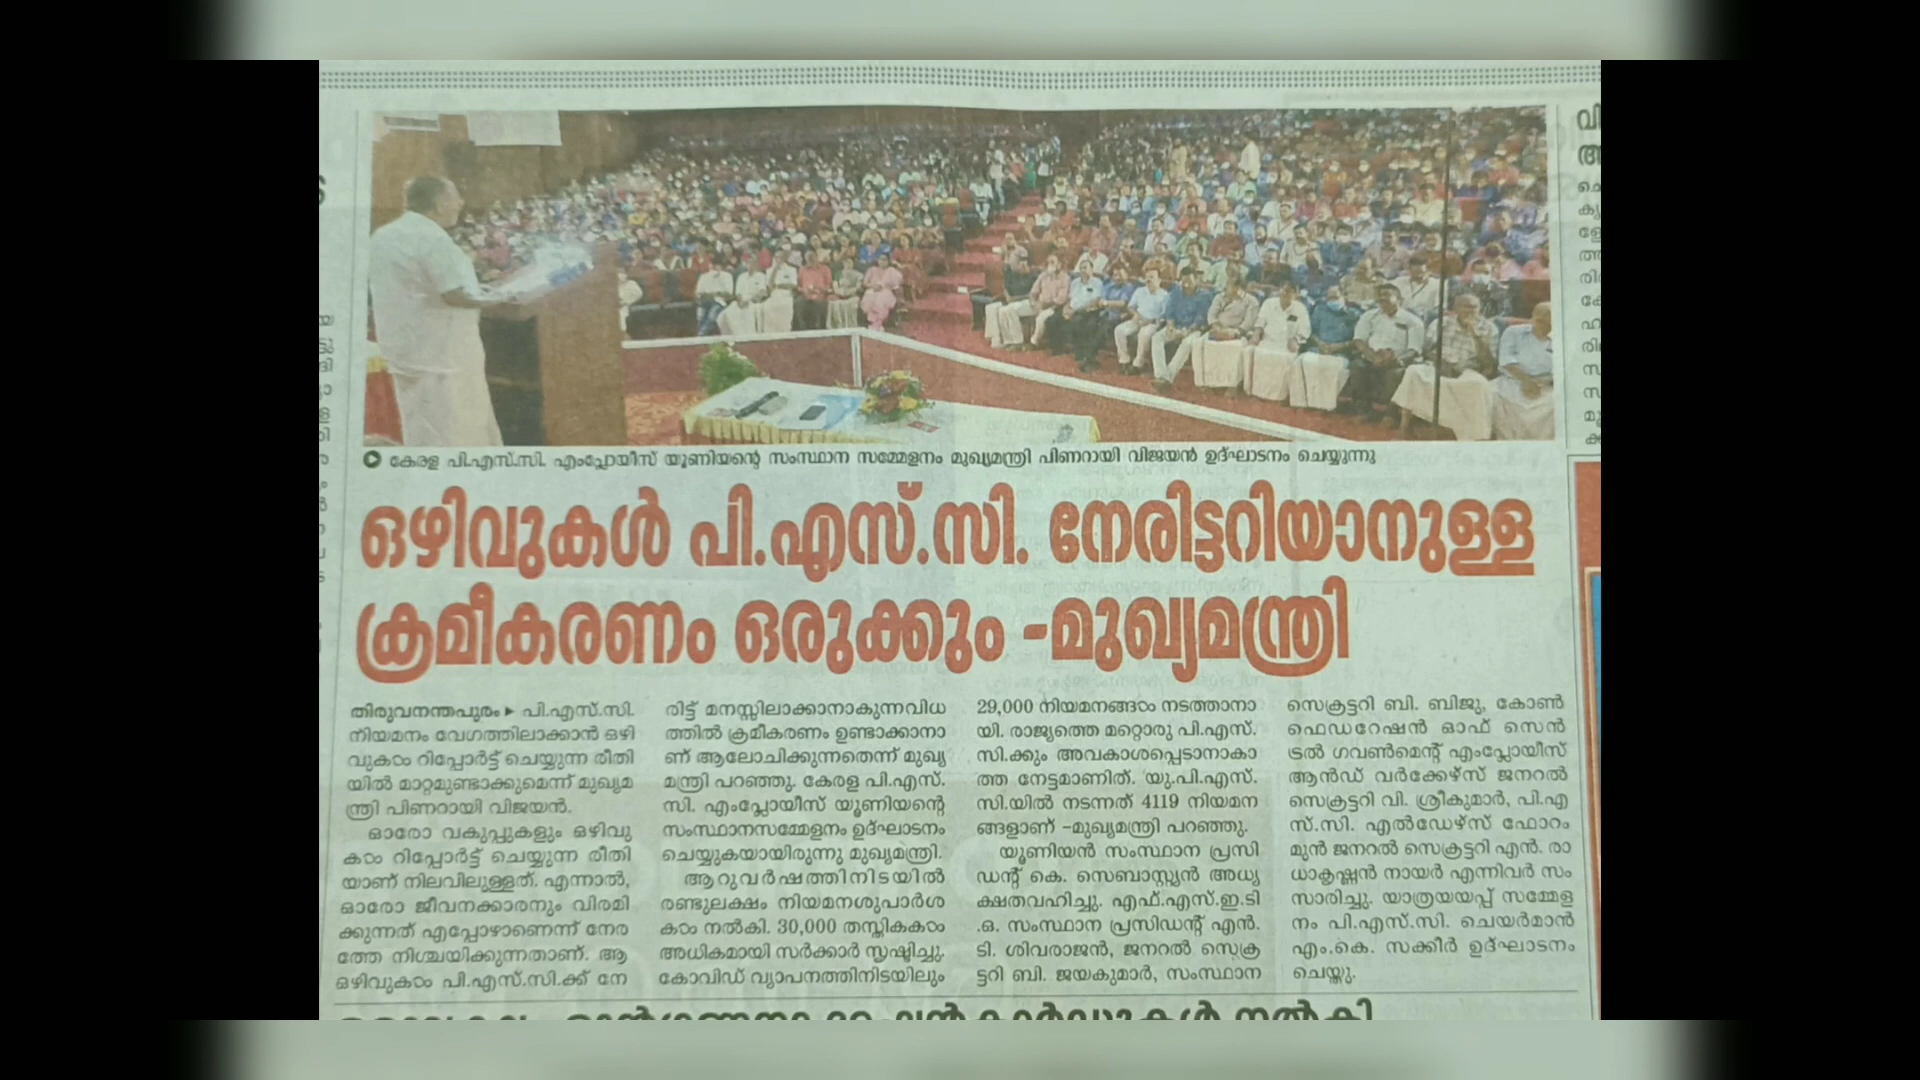 കേരള പി.എസ്.സി. എംപ്ലോയീസ് യൂണിയന്റെ സംസ്ഥാന സമ്മേളനം മുഖ്യമന്ത്രി പിണറായി വിജയൻ ഉദ്ഘാടനം ചെയ്യുന്നു
ഒഴിവുകൾ പി.എസ്.സി. നേരിട്ടറിയാനുള്ള
ക്രമീകരണം ഒരുക്കും -മുഖ്യമന്ത്രി
തിരുവനന്തപുരം ▸ പി.എസ്.സി.
നിയമനം വേഗത്തിലാക്കാൻ ഒഴി
വുകൾ റിപ്പോർട്ട് ചെയ്യുന്ന രീതി
യിൽ മാറ്റമുണ്ടാക്കുമെന്ന് മുഖ്യമ
ന്ത്രി പിണറായി വിജയൻ.
ഓരോ വകുപ്പുകളും ഒഴിവു
കൾ റിപ്പോർട്ട് ചെയ്യുന്ന രീതി
യാണ് നിലവിലുള്ളത്. എന്നാൽ,
ഓരോ ജീവനക്കാരനും വിരമി
ക്കുന്നത് എപ്പോഴാണെന്ന് നേര
ത്തേ നിശ്ചയിക്കുന്നതാണ്. ആ
ഒഴിവുകൾ പി.എസ്.സി.ക്ക് നേ
രിട്ട് മനസ്സിലാക്കാനാകുന്നവിധ
ത്തിൽ ക്രമീകരണം ഉണ്ടാക്കാനാ
ണ് ആലോചിക്കുന്നതെന്ന് മുഖ്യ
മന്ത്രി പറഞ്ഞു. കേരള പി.എസ്.
സി. എംപ്ലോയീസ് യൂണിയന്റെ
സംസ്ഥാനസമ്മേളനം ഉദ്ഘാടനം
ചെയ്യുകയായിരുന്നു മുഖ്യമന്ത്രി.
ആറുവർഷത്തിനിടയിൽ
രണ്ടുലക്ഷം നിയമനശുപാർശ
കൾ നൽകി. 30,000 തസ്തികകൾ
അധികമായി സർക്കാർ സൃഷ്ടിച്ചു.
കോവിഡ് വ്യാപനത്തിനിടയിലും
29,000 നിയമനങ്ങൾ നടത്താനാ
യി. രാജ്യത്തെ മറ്റൊരു പി.എസ്.
സി.ക്കും അവകാശപ്പെടാനാകാ
ത്ത നേട്ടമാണിത്. യു.പി.എസ്.
സി.യിൽ നടന്നത് 4119 നിയമന
ങ്ങളാണ് -മുഖ്യമന്ത്രി പറഞ്ഞു.
യൂണിയൻ സംസ്ഥാന പ്രസി
ഡന്റ് കെ. സെബാസ്റ്റ്യൻ അധ്യ
ക്ഷതവഹിച്ചു. എഫ്.എസ്.ഇ.ടി
.ഒ. സംസ്ഥാന പ്രസിഡന്റ് എൻ.
ടി. ശിവരാജൻ, ജനറൽ സെക്ര
ട്ടറി ബി. ജയകുമാർ, സംസ്ഥാന
സെക്രട്ടറി ബി. ബിജു, കോൺ
ഫെഡറേഷൻ ഓഫ് സെൻ
ട്രൽ ഗവൺമെന്റ് എംപ്ലോയീസ്
ആൻഡ് വർക്കേഴ്സ് ജനറൽ
സെക്രട്ടറി വി. ശ്രീകുമാർ, പി.എ
സ്.സി. എൽഡേഴ്സ് ഫോറം
മുൻ ജനറൽ സെക്രട്ടറി എൻ. രാ
ധാകൃഷ്ണൻ നായർ എന്നിവർ സം
സാരിച്ചു. യാത്രയയപ്പ് സമ്മേള
നം പി.എസ്.സി. ചെയർമാൻ
എം.കെ. സക്കീർ ഉദ്ഘാടനം
ചെയ്തു.